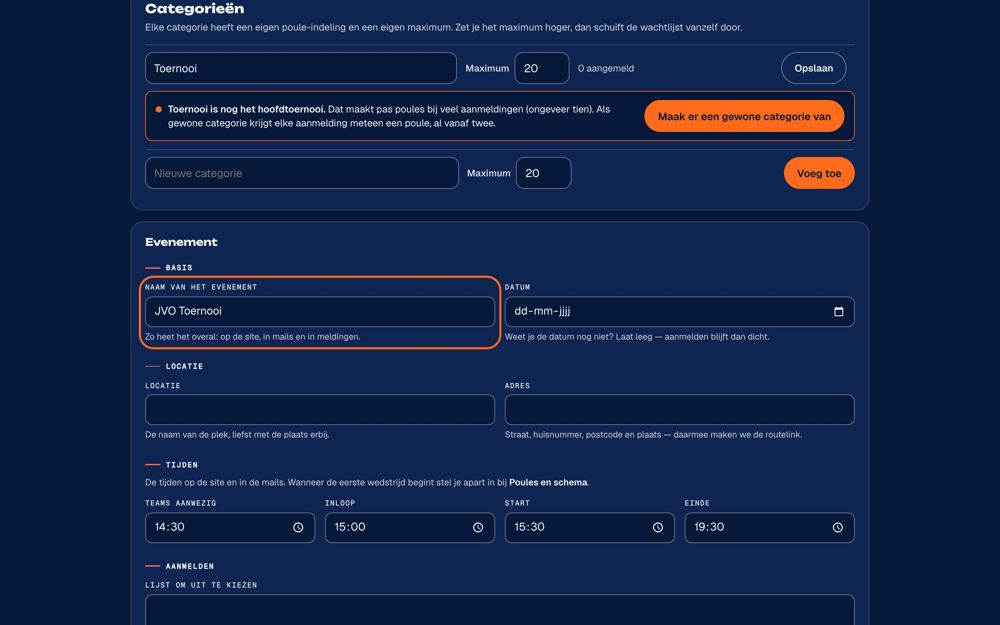 Categorieën
Elke categorie heeft een eigen poule-indeling en een eigen maximum. Zet je het maximum hoger, dan schuift de wachtlijst vanzelf door.
Toernooi Maximum 20 0 aangemeld Opslaan
Toernooi is nog het hoofdtoernooi. Dat maakt pas poules bij veel aanmeldingen (ongeveer tien). Als
gewone categorie krijgt elke aanmelding meteen een poule, al vanaf twee.
Maak er een gewone categorie van
Nieuwe categorie Maximum 20 Voeg toe
Evenement
BASIS
NAAM VAN HET EVENEMENT DATUM
JVO Toernooi dd-mm-jjjj
Zo heet het overal: op de site, in mails en in meldingen. Weet je de datum nog niet? Laat leeg — aanmelden blijft dan dicht.
LOCATIE
LOCATIE ADRES
De naam van de plek, liefst met de plaats erbij. Straat, huisnummer, postcode en plaats — daarmee maken we de routelink.
TIJDEN
De tijden op de site en in de mails. Wanneer de eerste wedstrijd begint stel je apart in bij Poules en schema.
TEAMS AANWEZIG INLOOP START EINDE
14:30 15:00 15:30 19:30
AANMELDEN
LIJST OM UIT TE KIEZEN